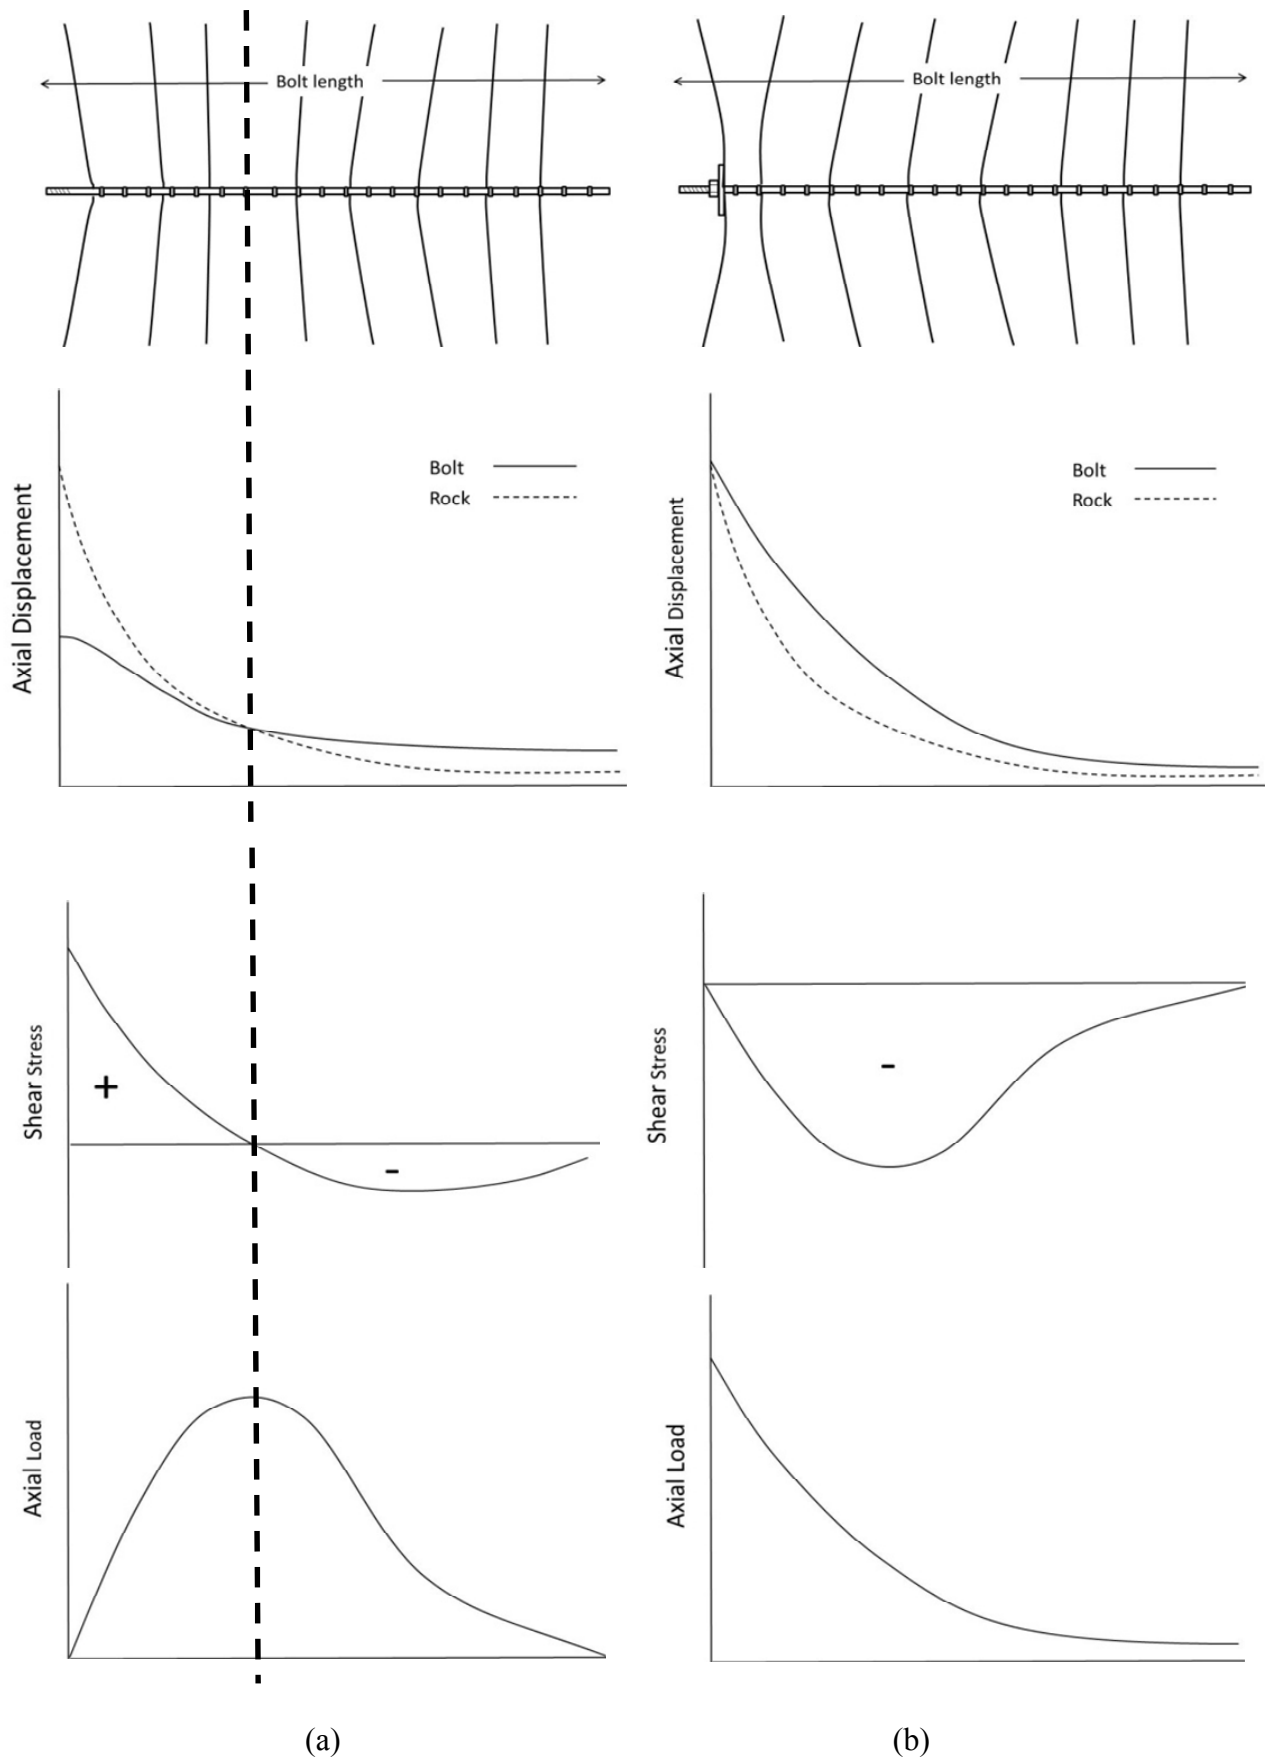 Bolt length
Bolt length
Axial Displacement
Bolt
Rock
Axial Displacement
Bolt
Rock
Shear Stress
+
-
Shear Stress
-
Axial Load
Axial Load
(a)
(b)